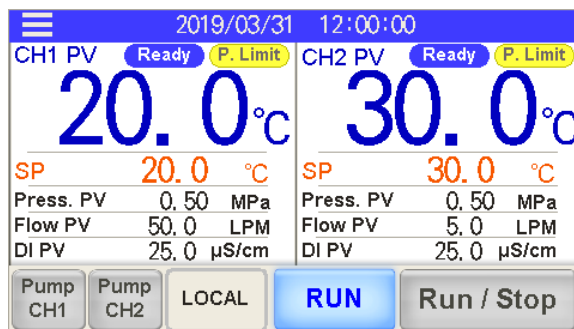 2019/03/31 12:00:00
CH1 PV Ready P. Limit
20.0℃
SP 20.0 ℃
Press. PV 0.50 MPa
Flow PV 50.0 LPM
DI PV 25.0 µS/cm
CH2 PV Ready P. Limit
30.0℃
SP 30.0 ℃
Press. PV 0.50 MPa
Flow PV 5.0 LPM
DI PV 25.0 µS/cm
Pump
CH1
Pump
CH2
LOCAL
RUN
Run / Stop